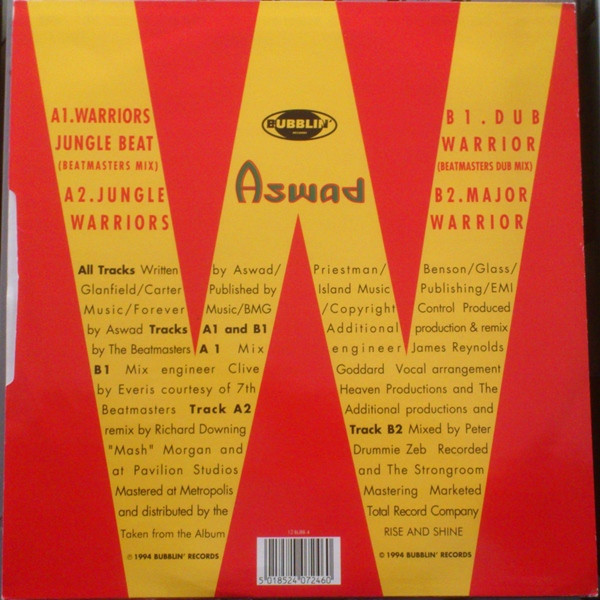 A1.WARRIORS
JUNGLE BEAT
(BEATMASTERS MIX)
A2.JUNGLE
WARRIORS
BUBBLIN'
RECORDS
Aswad
B1.DUB
WARRIOR
(BEATMASTERS DUB MIX)
B2.MAJOR
WARRIOR
All Tracks Written by Aswad/ Priestman/ Benson/Glass/
Glanfield/Carter Published by Island Music Publishing/EMI
Music/Forever Music/BMG /Copyright Control Produced
by Aswad Tracks A1 and B1 Additional production & remix
by The Beatmasters A 1 Mix engineer James Reynolds
B1 Mix engineer Clive Goddard Vocal arrangement
by Everis courtesy of 7th Heaven Productions and The
Beatmasters Track A2 Additional productions and
remix by Richard Downing Track B2 Mixed by Peter
"Mash" Morgan and Drummie Zeb Recorded
at Pavilion Studios and The Strongroom
Mastered at Metropolis Mastering Marketed
and distributed by the Total Record Company
Taken from the Album RISE AND SHINE
℗ 1994 BUBBLIN' RECORDS © 1994 BUBBLIN' RECORDS
12 BUBB 4
5 018524 072460